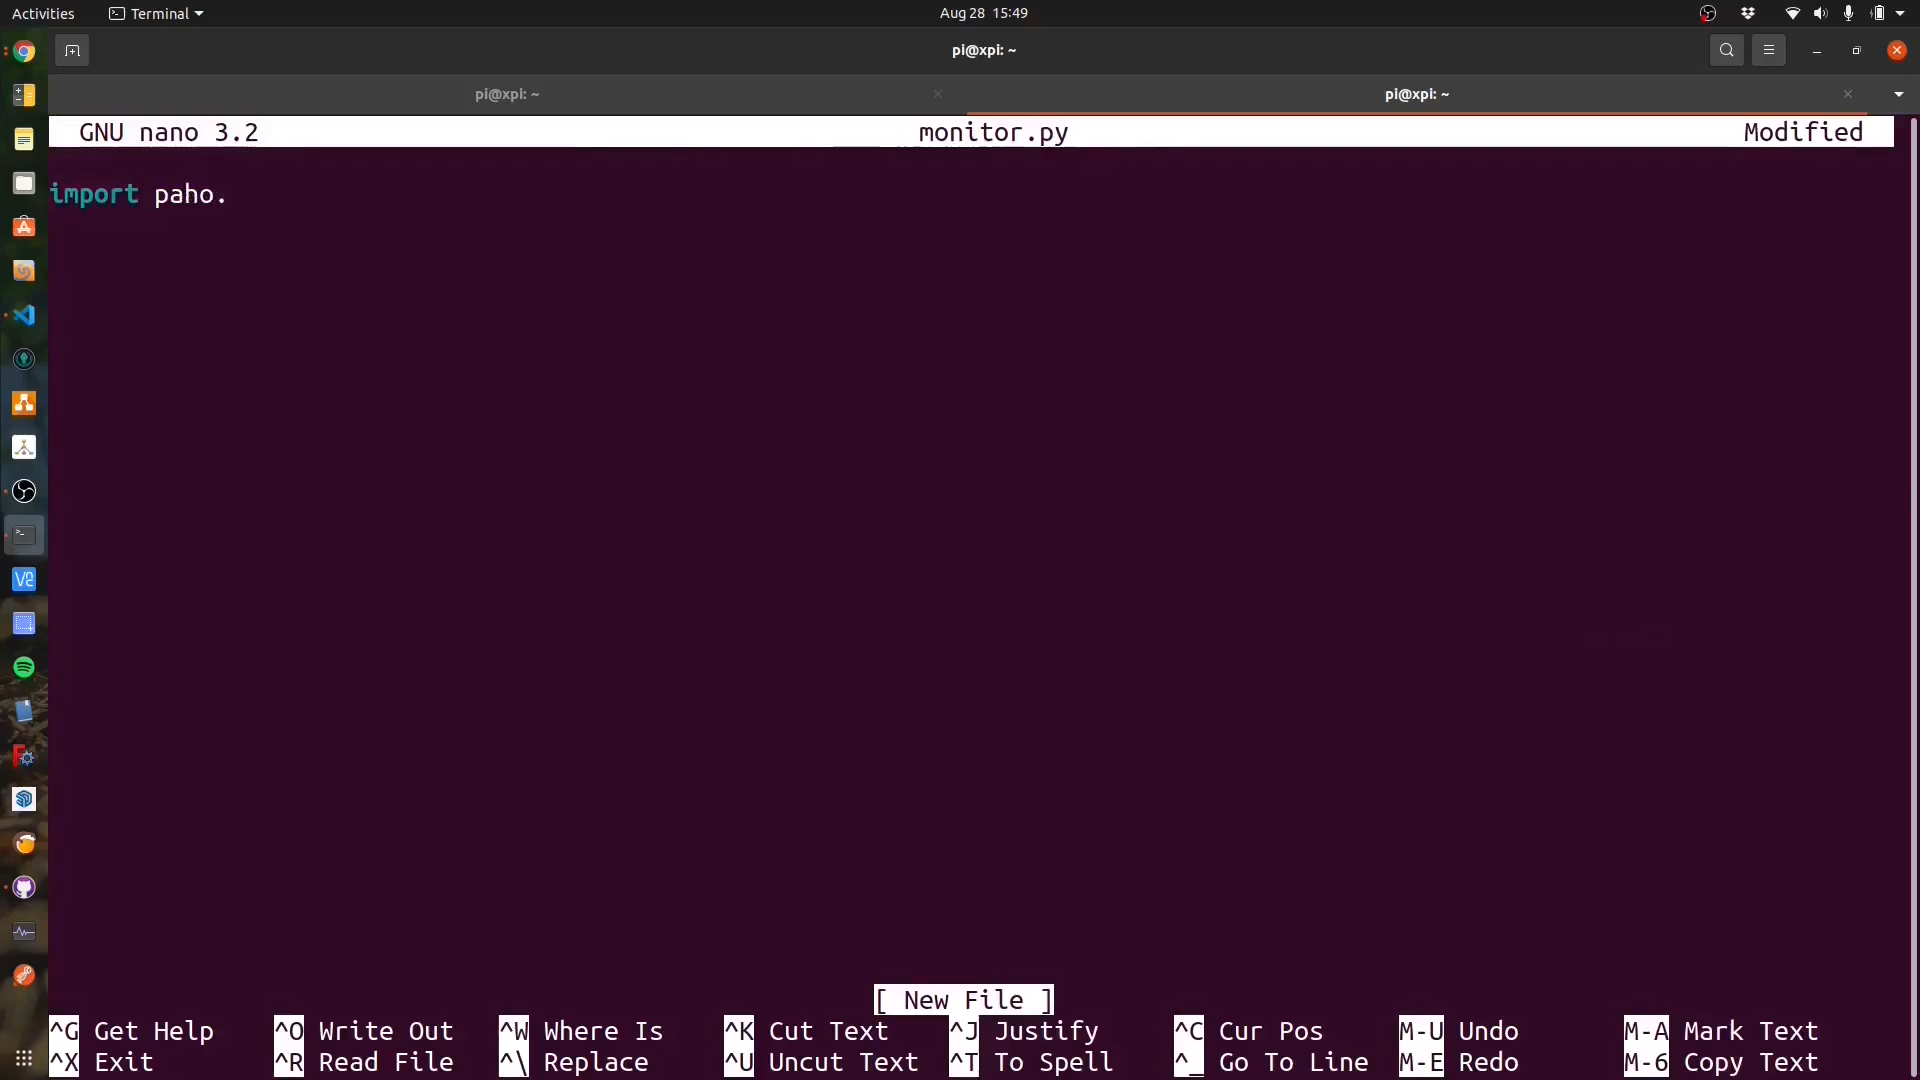 Activities Terminal Aug 28 15:49
pi@xpi: ~
pi@xpi: ~ pi@xpi: ~
GNU nano 3.2 monitor.py Modified
import paho.
[ New File ]
^G Get Help ^O Write Out ^W Where Is ^K Cut Text ^J Justify ^C Cur Pos M-U Undo M-A Mark Text
^X Exit ^R Read File ^\ Replace ^U Uncut Text ^T To Spell ^_ Go To Line M-E Redo M-6 Copy Text